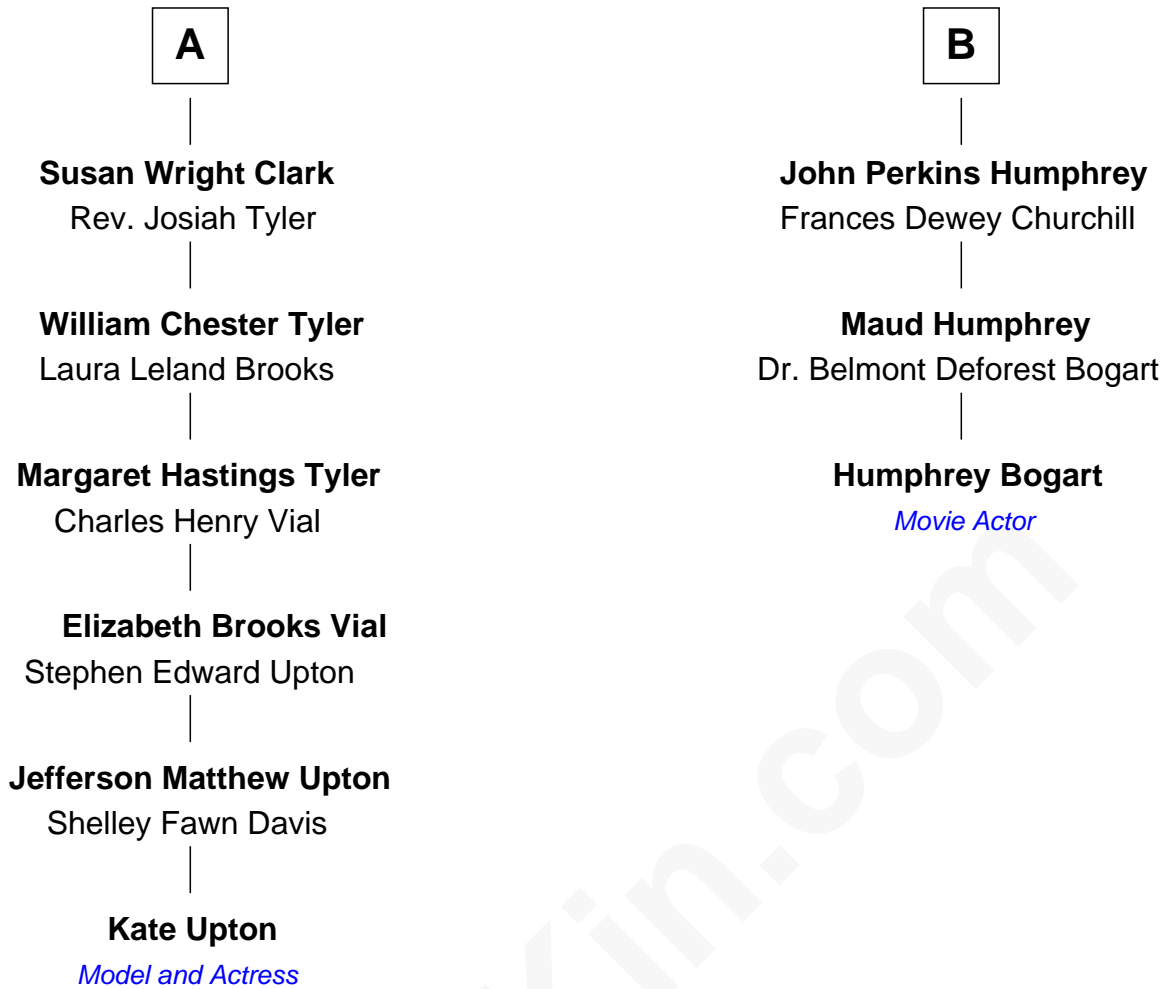 A
Susan Wright Clark
Rev. Josiah Tyler
William Chester Tyler
Laura Leland Brooks
Margaret Hastings Tyler
Charles Henry Vial
Elizabeth Brooks Vial
Stephen Edward Upton
Jefferson Matthew Upton
Shelley Fawn Davis
Kate Upton
Model and Actress
B
John Perkins Humphrey
Frances Dewey Churchill
Maud Humphrey
Dr. Belmont Deforest Bogart
Humphrey Bogart
Movie Actor